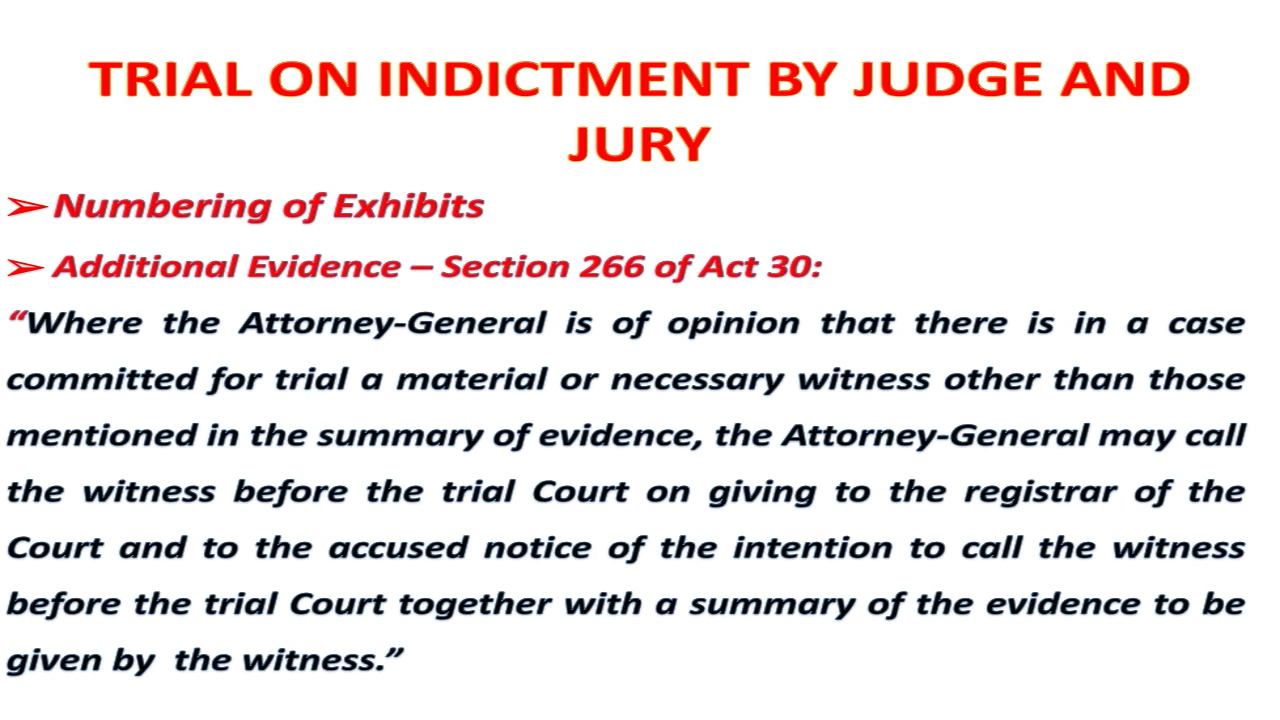 TRIAL ON INDICTMENT BY JUDGE AND
JURY
➢Numbering of Exhibits
➢Additional Evidence – Section 266 of Act 30:
“Where the Attorney-General is of opinion that there is in a case
committed for trial a material or necessary witness other than those
mentioned in the summary of evidence, the Attorney-General may call
the witness before the trial Court on giving to the registrar of the
Court and to the accused notice of the intention to call the witness
before the trial Court together with a summary of the evidence to be
given by the witness.”